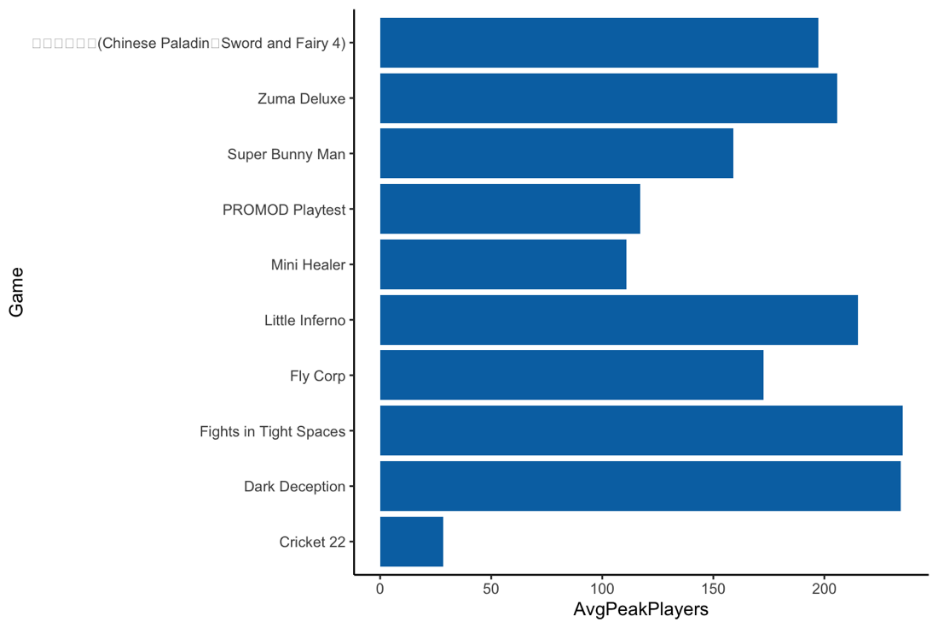 (Chinese Paladin Sword and Fairy 4)
Zuma Deluxe
Super Bunny Man
PROMOD Playtest
Mini Healer
Little Inferno
Fly Corp
Fights in Tight Spaces
Dark Deception
Cricket 22
Game
0 50 100 150 200
AvgPeakPlayers